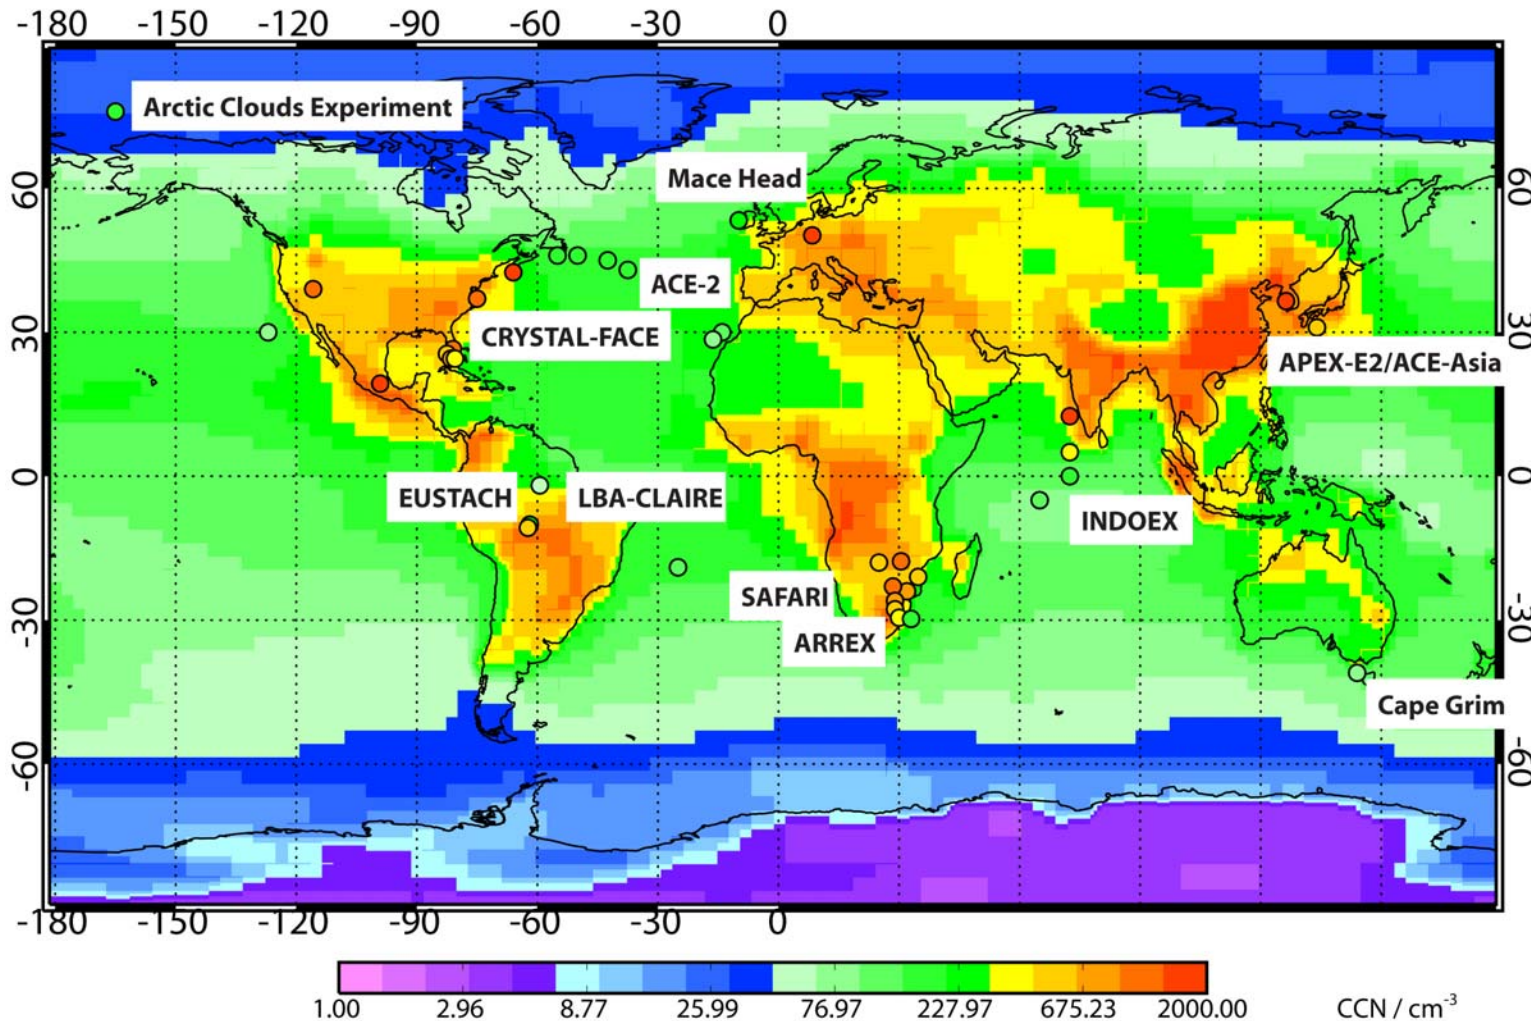 -180 -150 -120 -90 -60 -30 0
Arctic Clouds Experiment
Mace Head
60 60
ACE-2
CRYSTAL-FACE
30 30
APEX-E2/ACE-Asia
0 0
EUSTACH LBA-CLAIRE
INDOEX
SAFARI
-30 -30
ARREX
Cape Grim
-60 -60
-180 -150 -120 -90 -60 -30 0
1.00 2.96 8.77 25.99 76.97 227.97 675.23 2000.00 CCN / cm-3